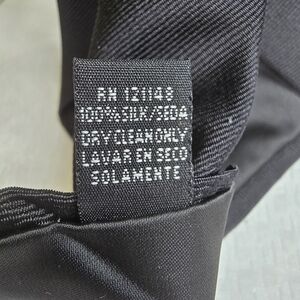 RN 121148
100%SILK/SEDA
DRY CLEAN ONLY
LAVAR EN SECO
SOLAMENTE